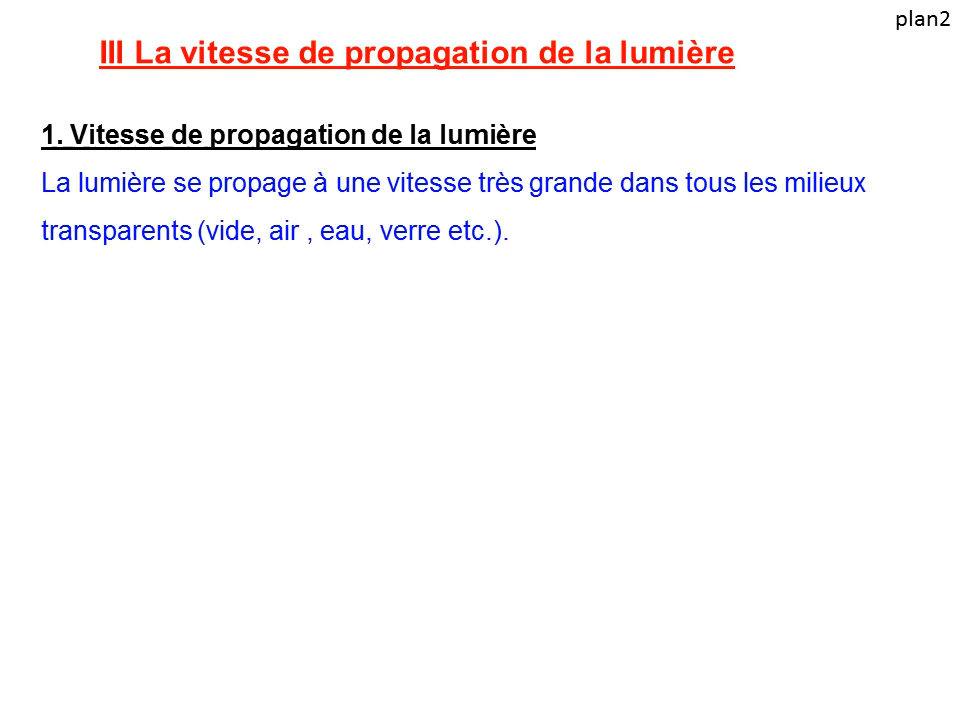 plan2
III La vitesse de propagation de la lumière
1. Vitesse de propagation de la lumière
La lumière se propage à une vitesse très grande dans tous les milieux
transparents (vide, air , eau, verre etc.).